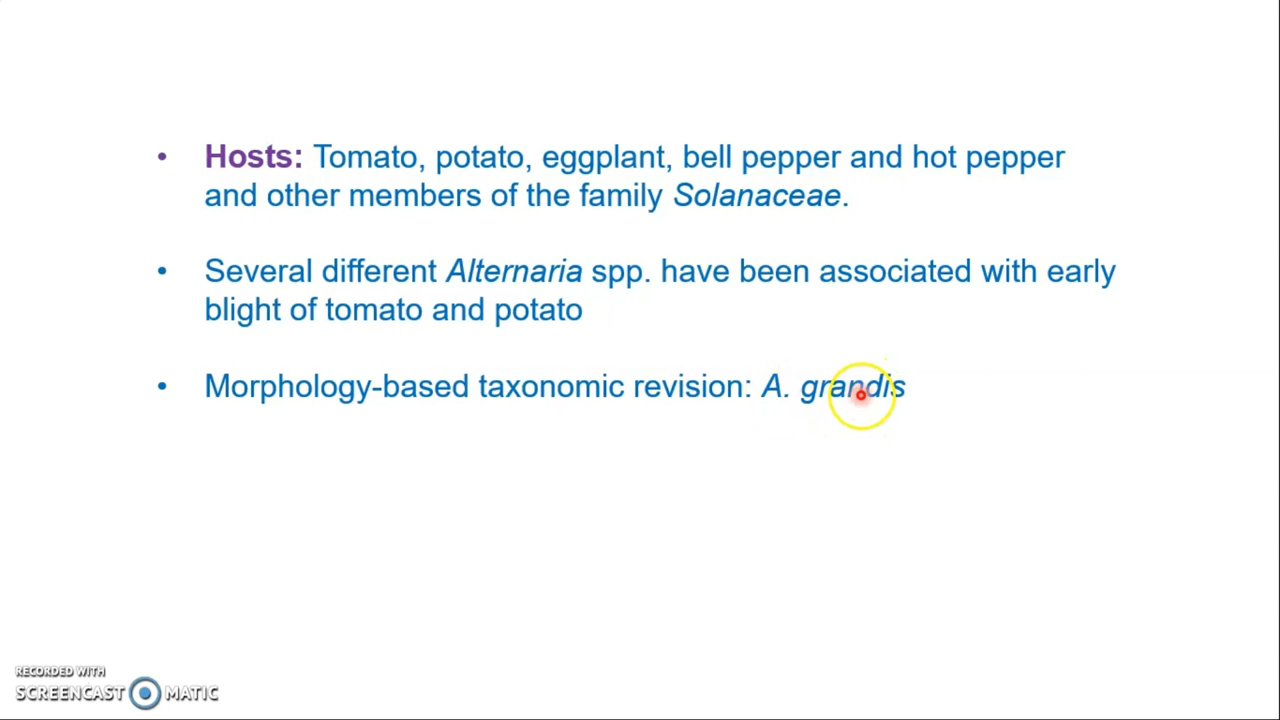 • Hosts: Tomato, potato, eggplant, bell pepper and hot pepper
and other members of the family Solanaceae.
• Several different Alternaria spp. have been associated with early
blight of tomato and potato
• Morphology-based taxonomic revision: A. grandis
RECORDED WITH
SCREENCAST MATIC